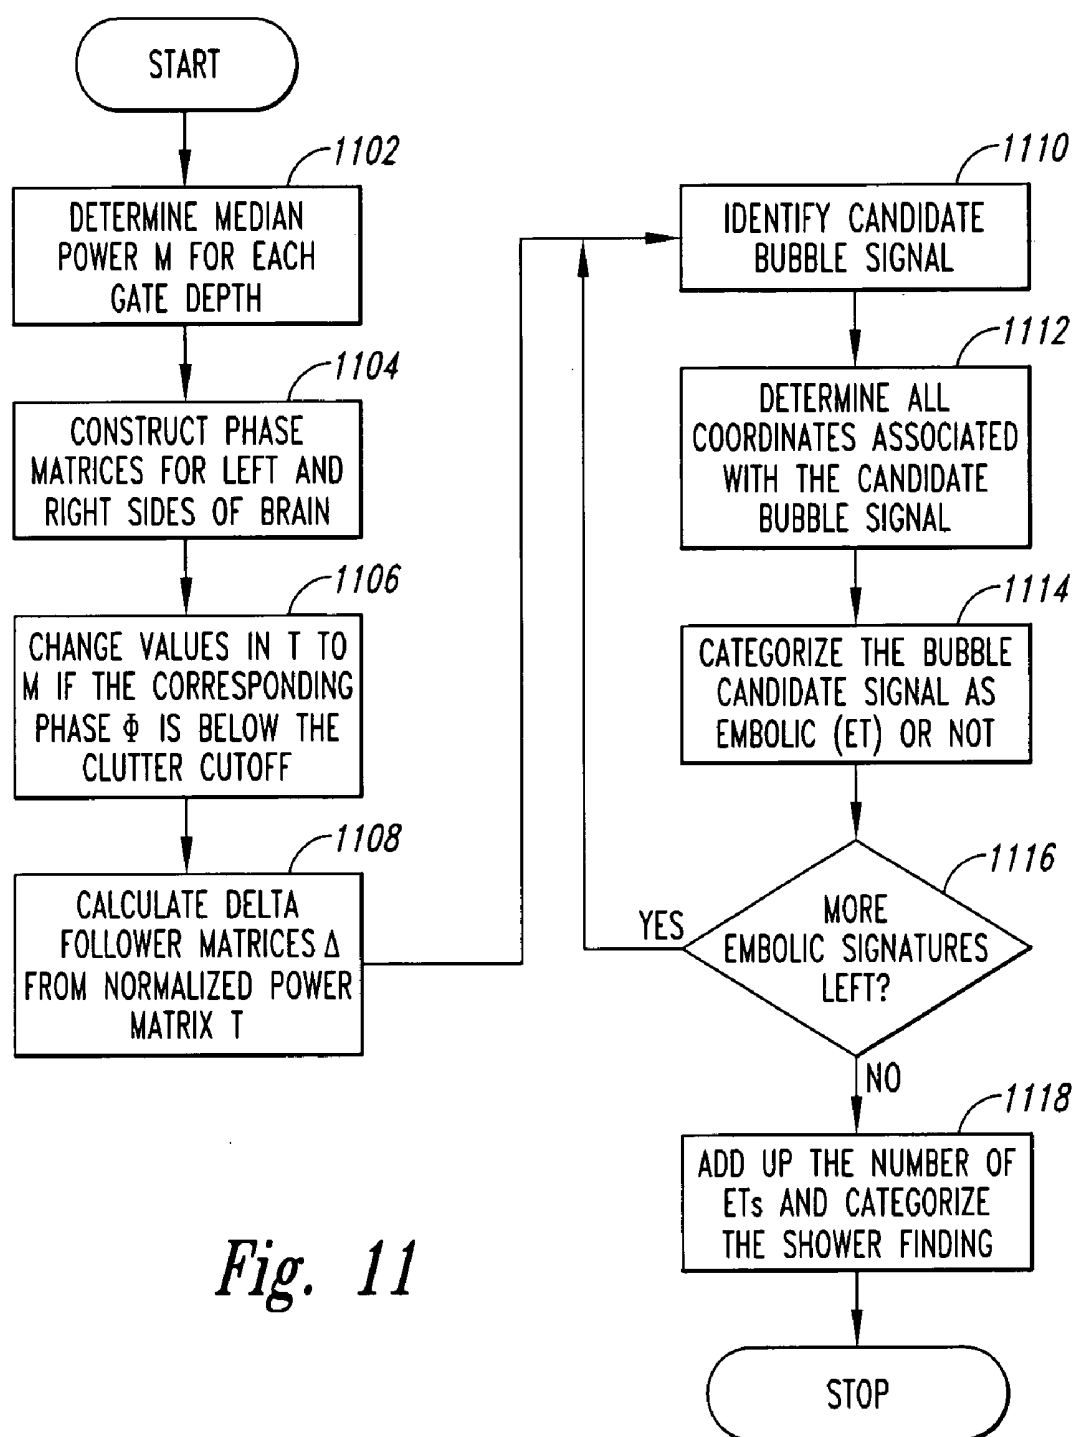 START
1102
DETERMINE MEDIAN
POWER M FOR EACH
GATE DEPTH
1104
CONSTRUCT PHASE
MATRICES FOR LEFT AND
RIGHT SIDES OF BRAIN
1106
CHANGE VALUES IN T TO
M IF THE CORRESPONDING
PHASE Φ IS BELOW THE
CLUTTER CUTOFF
1108
CALCULATE DELTA
FOLLOWER MATRICES Δ
FROM NORMALIZED POWER
MATRIX T
1110
IDENTIFY CANDIDATE
BUBBLE SIGNAL
1112
DETERMINE ALL
COORDINATES ASSOCIATED
WITH THE CANDIDATE
BUBBLE SIGNAL
1114
CATEGORIZE THE BUBBLE
CANDIDATE SIGNAL AS
EMBOLIC (ET) OR NOT
1116
YES
MORE
EMBOLIC SIGNATURES
LEFT?
NO
1118
ADD UP THE NUMBER OF
ETs AND CATEGORIZE
THE SHOWER FINDING
STOP
Fig. 11